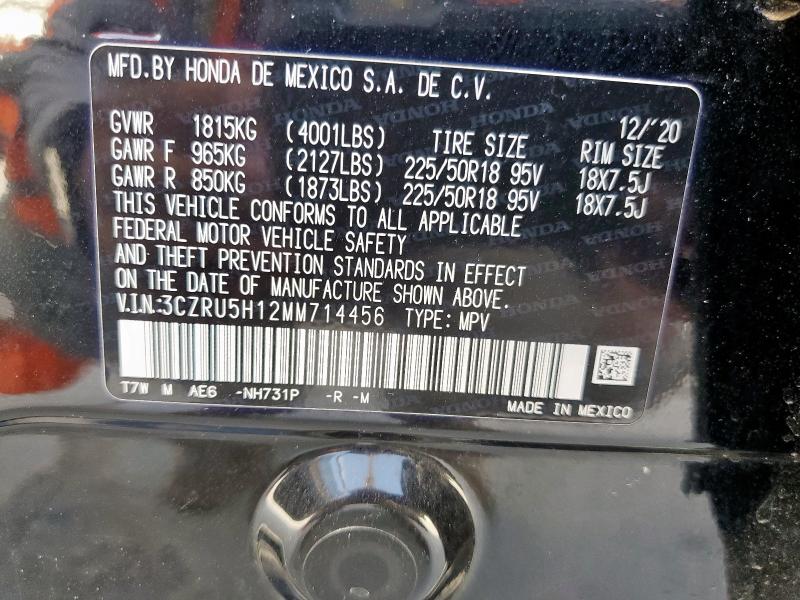 MFD.BY HONDA DE MEXICO S.A. DE C.V.
12/'20
GVWR 1815KG (4001LBS) TIRE SIZE RIM SIZE
GAWR F 965KG (2127LBS) 225/50R18 95V 18X7.5J
GAWR R 850KG (1873LBS) 225/50R18 95V 18X7.5J
THIS VEHICLE CONFORMS TO ALL APPLICABLE
FEDERAL MOTOR VEHICLE SAFETY
AND THEFT PREVENTION STANDARDS IN EFFECT
ON THE DATE OF MANUFACTURE SHOWN ABOVE.
V.I.N:3CZRU5H12MM714456 TYPE: MPV
T7W M AE6 -NH731P -R -M
MADE IN MEXICO